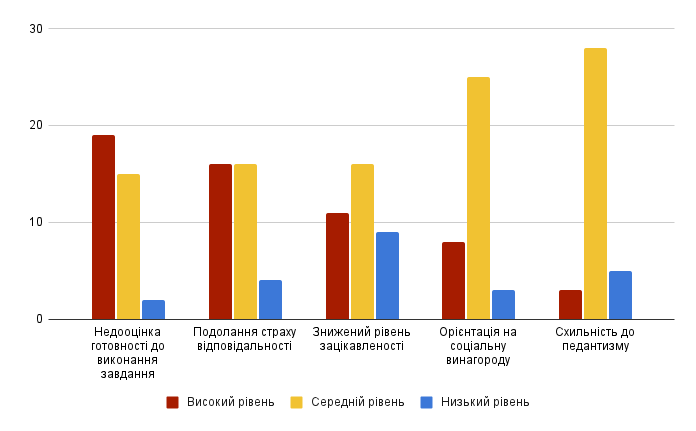 30
20
10
0
Недооцінка
готовності до
виконання
завдання
Подолання страху
відповідальності
Знижений рівень
зацікавленості
Орієнтація на
соціальну
винагороду
Схильність до
педантизму
Високий рівень
Середній рівень
Низький рівень